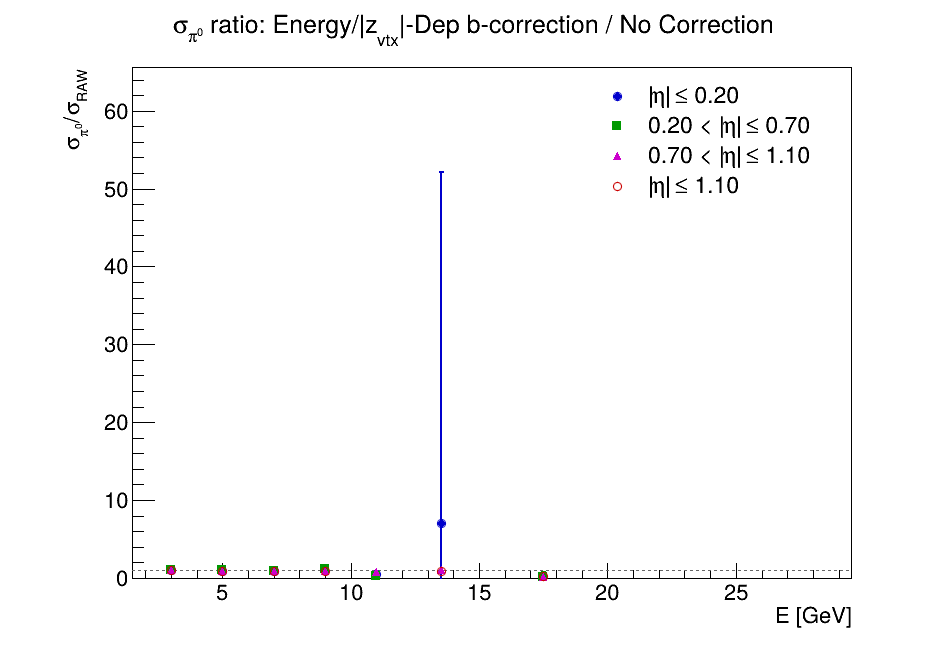 σπ⁰ ratio: Energy/|zvtx|-Dep b-correction / No Correction
σπ⁰/σRAW
|η| ≤ 0.20
0.20 < |η| ≤ 0.70
0.70 < |η| ≤ 1.10
|η| ≤ 1.10
60
50
40
30
20
10
0
5 10 15 20 25
E [GeV]